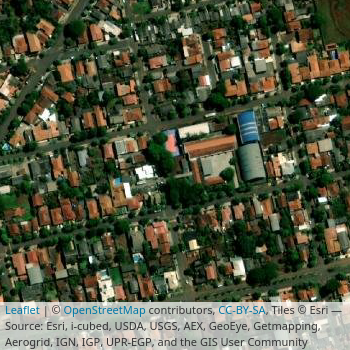 Leaflet | © OpenStreetMap contributors, CC-BY-SA, Tiles © Esri —
Source: Esri, i-cubed, USDA, USGS, AEX, GeoEye, Getmapping,
Aerogrid, IGN, IGP, UPR-EGP, and the GIS User Community